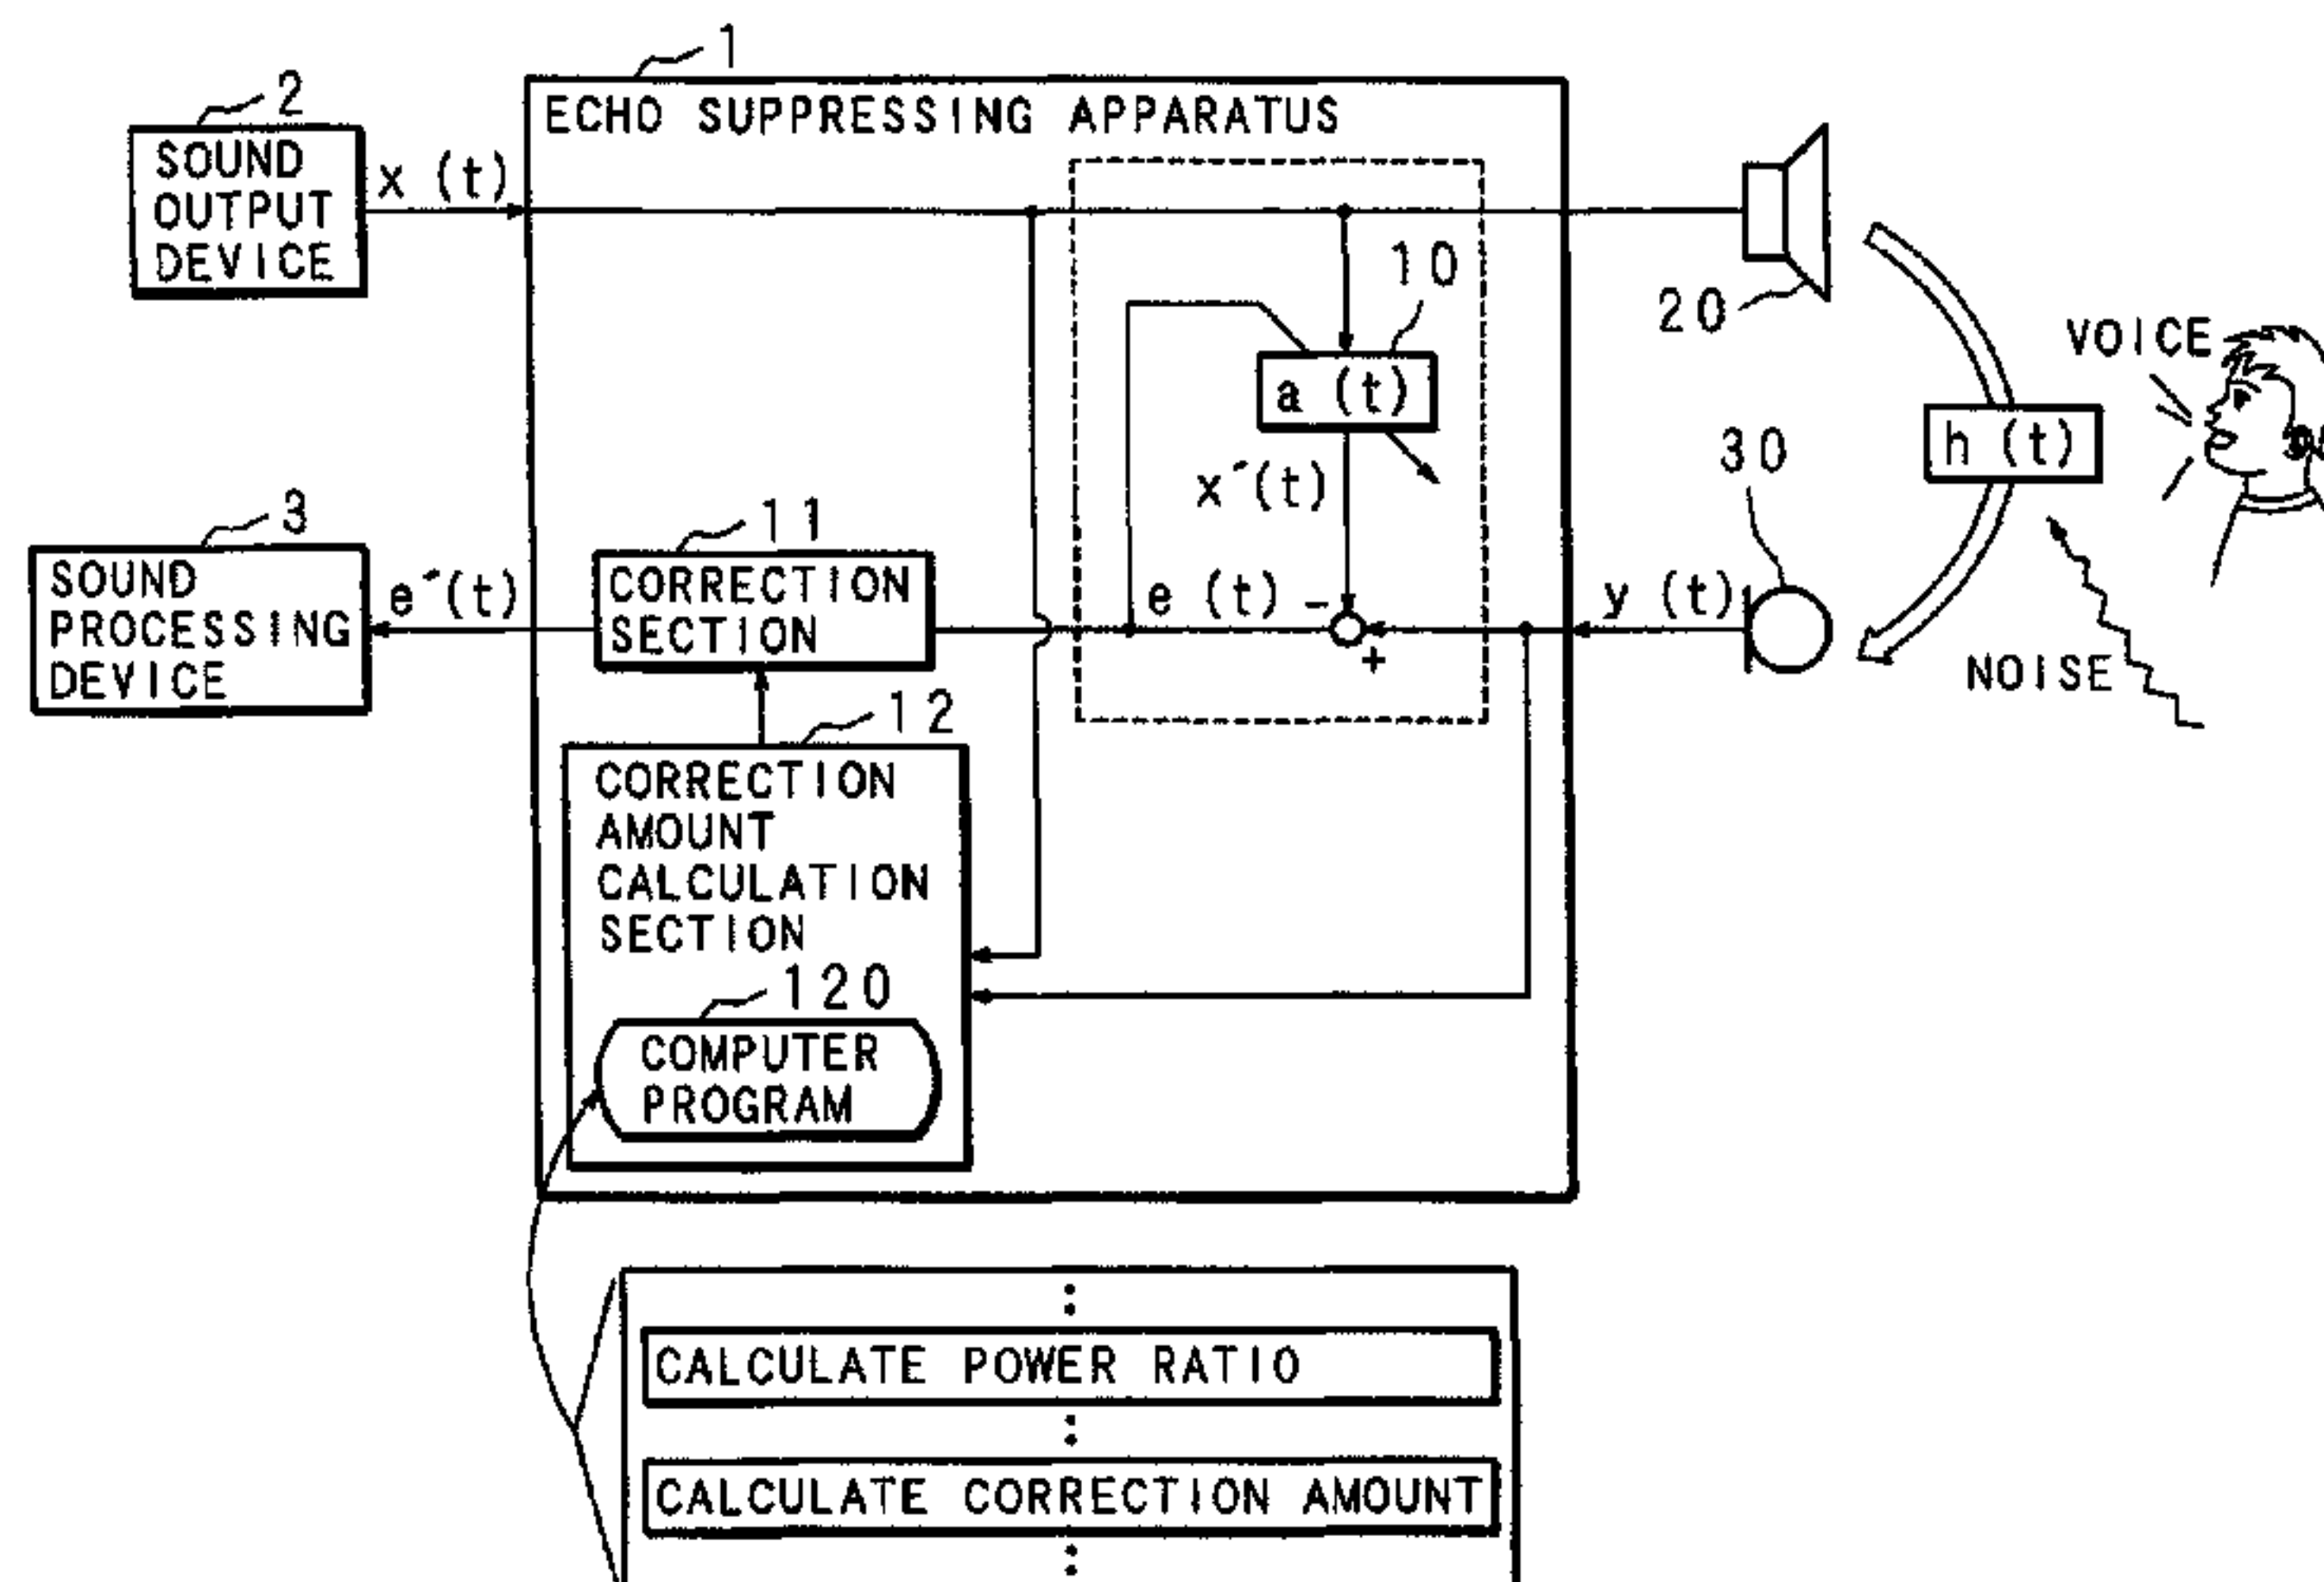 1
2
ECHO SUPPRESSING APPARATUS
SOUND
OUTPUT
DEVICE
x (t)
10
20
VOICE
a (t)
h (t)
30
x´(t)
3
11
SOUND
PROCESSING
DEVICE
e´(t)
CORRECTION
SECTION
e (t)
−
+
y (t)
NOISE
12
CORRECTION
AMOUNT
CALCULATION
SECTION
120
COMPUTER
PROGRAM
CALCULATE POWER RATIO
CALCULATE CORRECTION AMOUNT